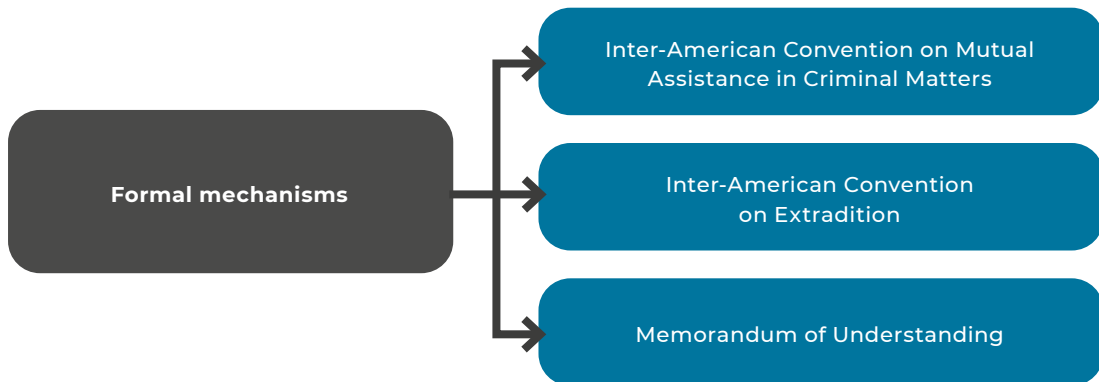 Inter-American Convention on Mutual
Assistance in Criminal Matters
Formal mechanisms
Inter-American Convention
on Extradition
Memorandum of Understanding